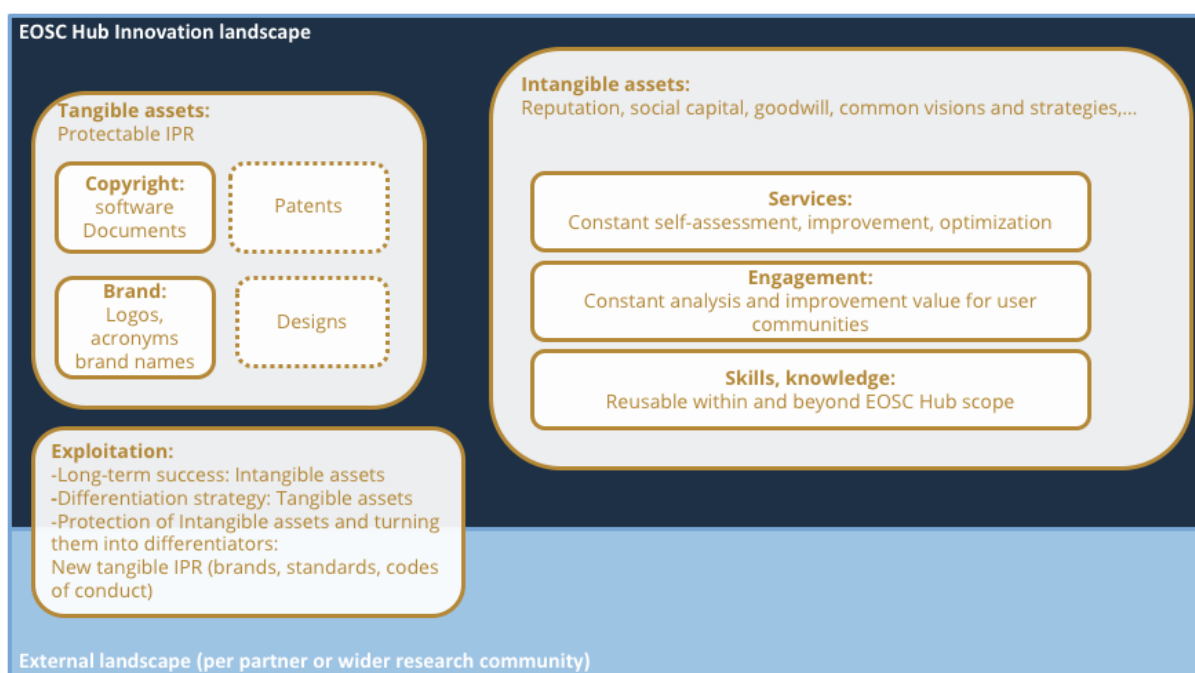 EOSC Hub Innovation landscape
Tangible assets:
Protectable IPR
Copyright:
software
Documents
Patents
Brand:
Logos,
acronyms
brand names
Designs
Intangible assets:
Reputation, social capital, goodwill, common visions and strategies,...
Services:
Constant self-assessment, improvement, optimization
Engagement:
Constant analysis and improvement value for user
communities
Skills, knowledge:
Reusable within and beyond EOSC Hub scope
Exploitation:
-Long-term success: Intangible assets
-Differentiation strategy: Tangible assets
-Protection of Intangible assets and turning
them into differentiators:
New tangible IPR (brands, standards, codes
of conduct)
External landscape (per partner or wider research community)